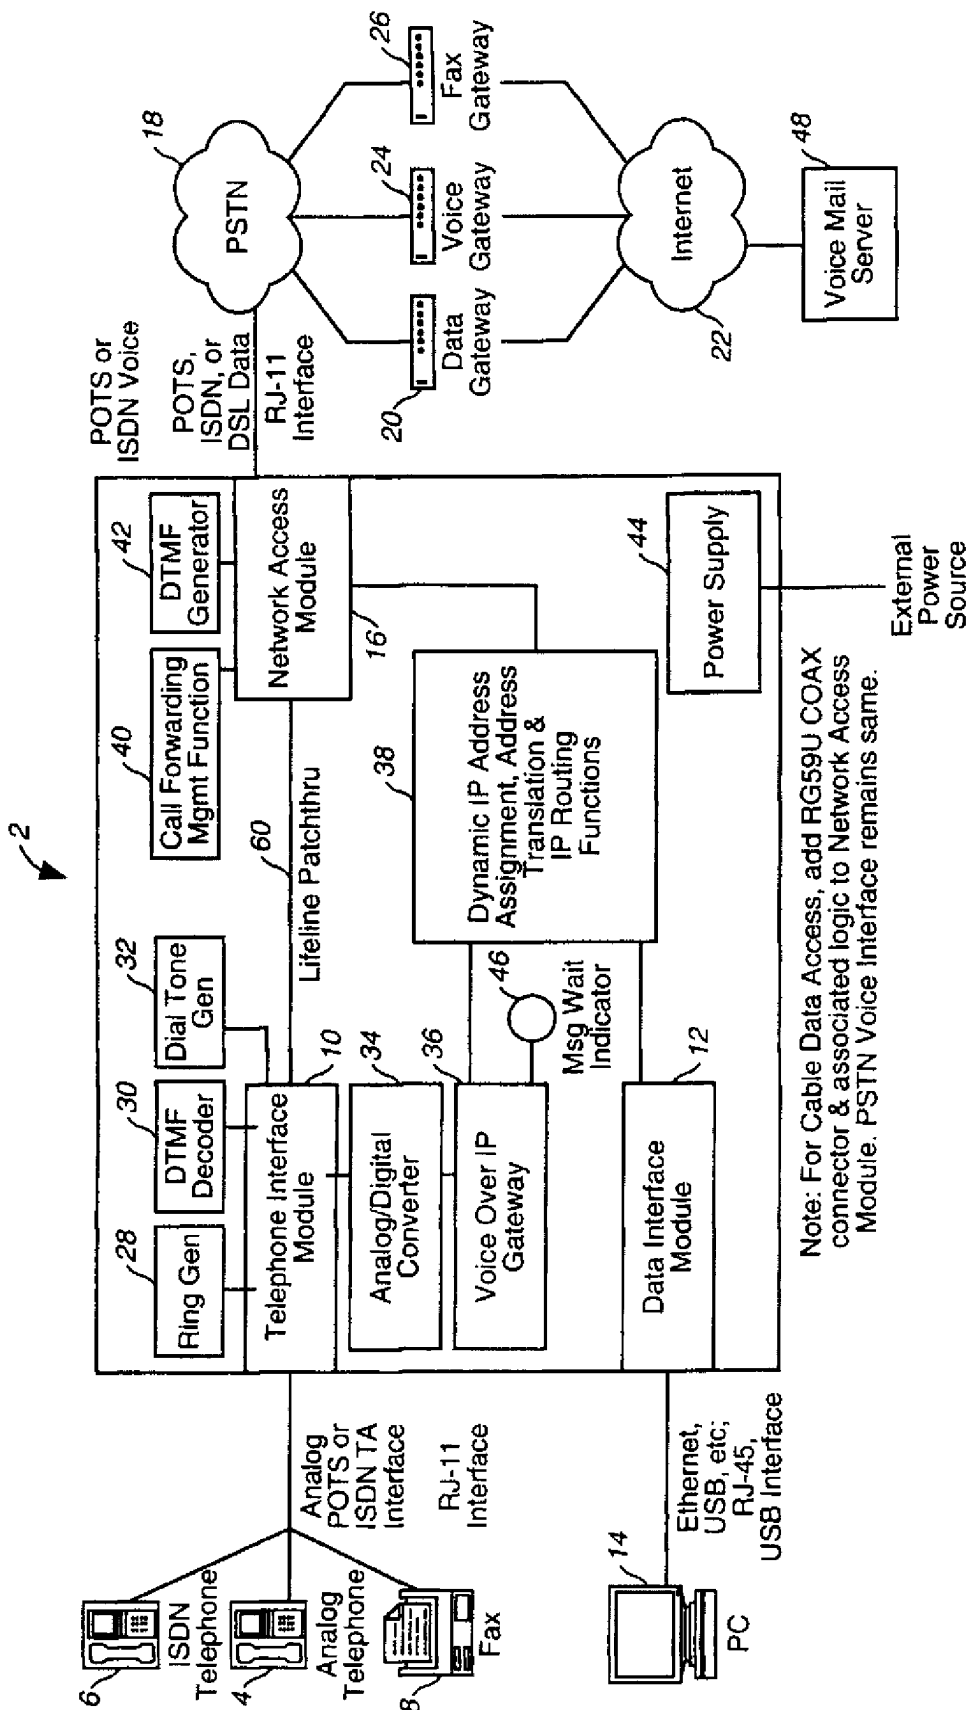 2
6
ISDN
Telephone
4
Analog
Telephone
8
Fax
14
PC
Analog
POTS or
ISDN TA
Interface
RJ-11
Interface
Ethernet,
USB, etc;
RJ-45,
USB Interface
28
Ring Gen
30
DTMF
Decoder
32
Dial Tone
Gen
10
Telephone Interface
Module
34
Analog/Digital
Converter
36
Voice Over IP
Gateway
46
Msg Wait
Indicator
12
Data Interface
Module
60
Lifeline Patchthru
40
Call Forwarding
Mgmt Function
42
DTMF
Generator
Network Access
Module
16
38
Dynamic IP Address
Assignment, Address
Translation &
IP Routing
Functions
44
Power Supply
External
Power
Source
POTS or
ISDN Voice
POTS,
ISDN, or
DSL Data
RJ-11
Interface
18
PSTN
20
Data
Gateway
24
Voice
Gateway
26
Fax
Gateway
Internet
22
48
Voice Mail
Server
Note: For Cable Data Access, add RG59U COAX
connector & associated logic to Network Access
Module. PSTN Voice Interface remains same.